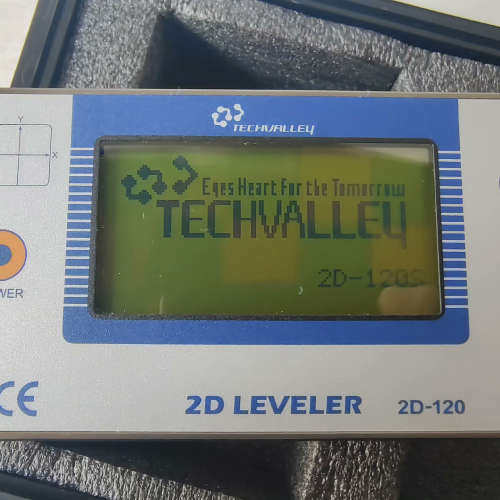 TECHVALLEY
Y
X
Eyes Heart for the Tomorrow
TECHVALLEY
2D-120S
WER
CE
2D LEVELER 2D-120